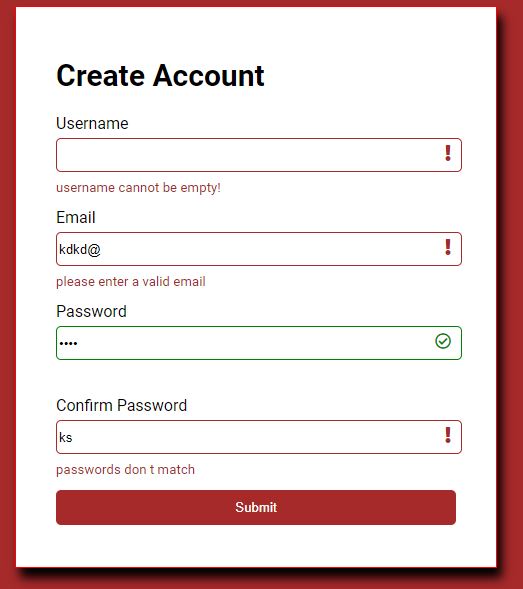 Create Account
Username
username cannot be empty!
Email
kdkd@
please enter a valid email
Password
••••
Confirm Password
ks
passwords don t match
Submit